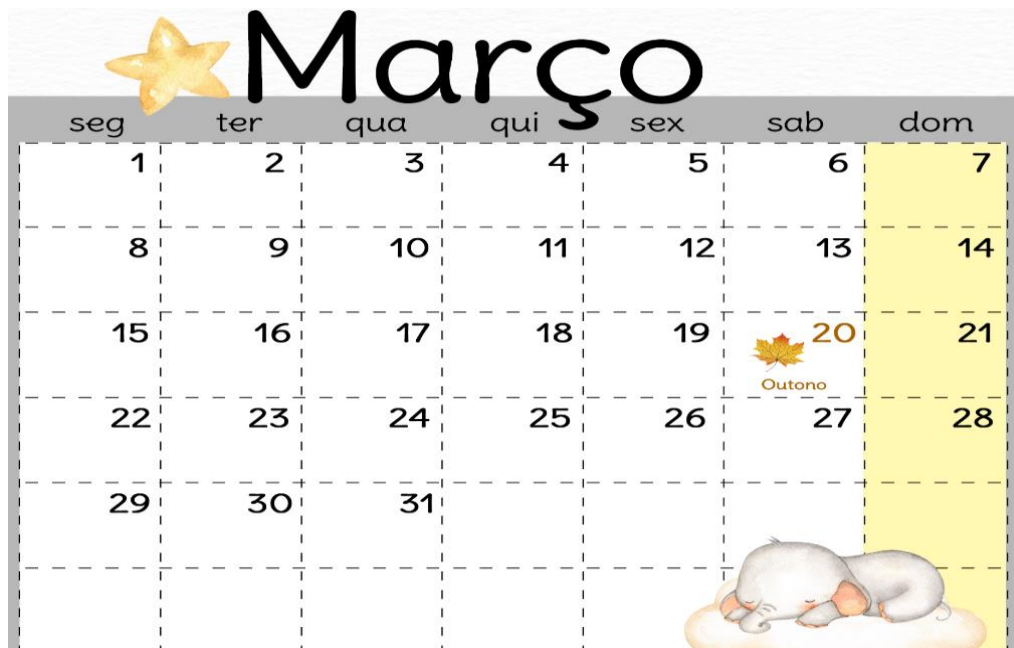 Março
seg ter qua qui sex sab dom
1 2 3 4 5 6 7
8 9 10 11 12 13 14
15 16 17 18 19 20 21
Outono
22 23 24 25 26 27 28
29 30 31